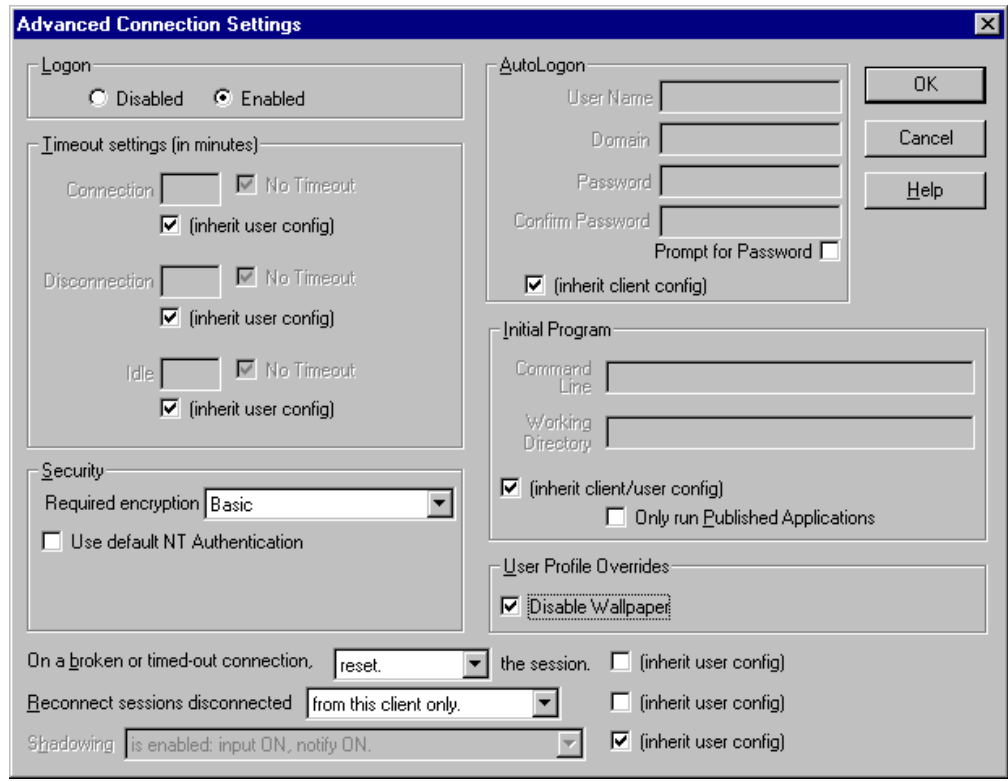 Advanced Connection Settings
Logon
Disabled Enabled
Timeout settings (in minutes)
Connection No Timeout
(inherit user config)
Disconnection No Timeout
(inherit user config)
Idle No Timeout
(inherit user config)
Security
Required encryption Basic
Use default NT Authentication
AutoLogon
User Name
Domain
Password
Confirm Password
Prompt for Password
(inherit client config)
OK
Cancel
Help
Initial Program
Command
Line
Working
Directory
(inherit client/user config)
Only run Published Applications
User Profile Overrides
Disable Wallpaper
On a broken or timed-out connection, reset. the session. (inherit user config)
Reconnect sessions disconnected from this client only. (inherit user config)
Shadowing is enabled: input ON, notify ON. (inherit user config)